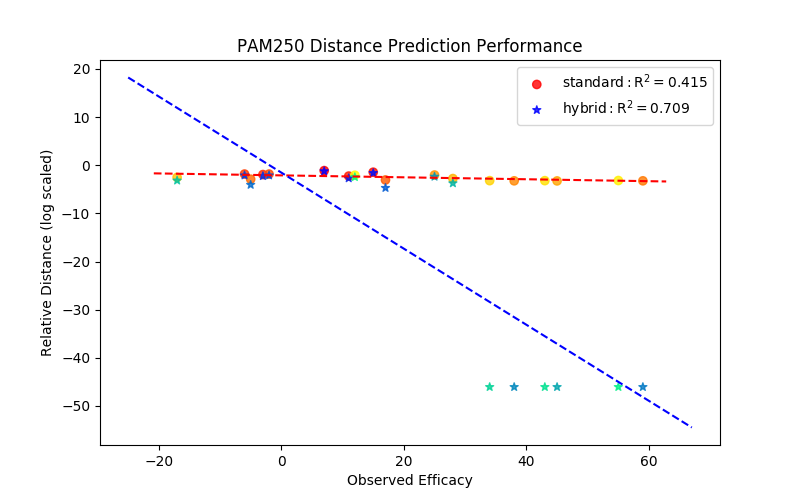 PAM250 Distance Prediction Performance
standard : R² = 0.415
hybrid : R² = 0.709
Relative Distance (log scaled)
20
10
0
−10
−20
−30
−40
−50
−20
0
20
40
60
Observed Efficacy